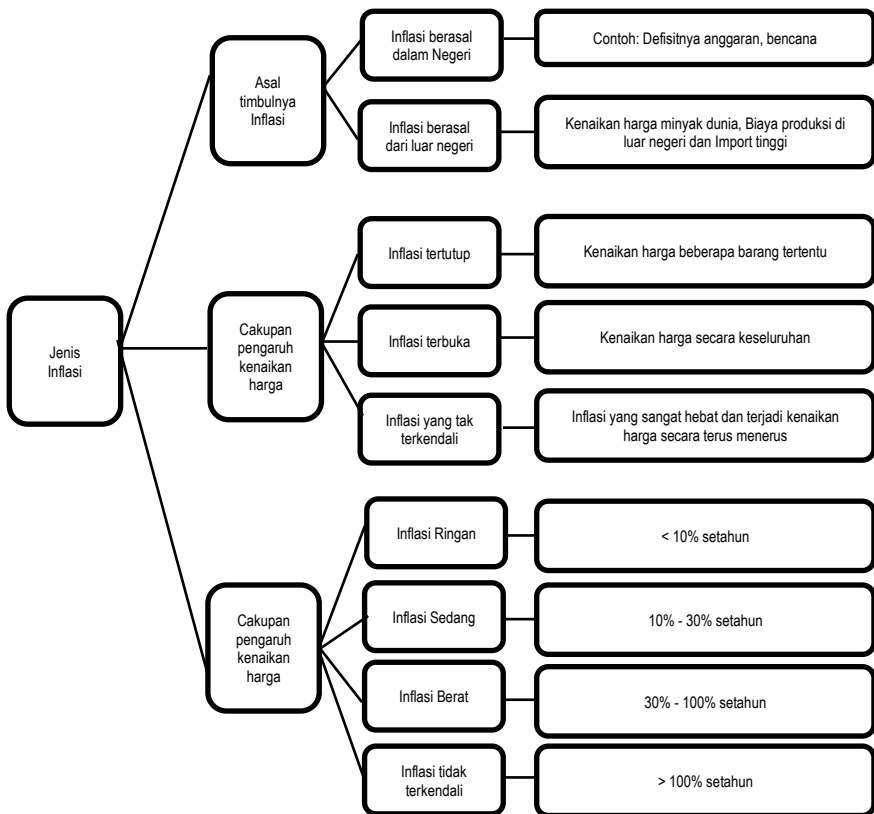 Jenis
Inflasi
Asal
timbulnya
Inflasi
Inflasi berasal
dalam Negeri
Contoh: Defisitnya anggaran, bencana
Inflasi berasal
dari luar negeri
Kenaikan harga minyak dunia, Biaya produksi di
luar negeri dan Import tinggi
Cakupan
pengaruh
kenaikan
harga
Inflasi tertutup
Kenaikan harga beberapa barang tertentu
Inflasi terbuka
Kenaikan harga secara keseluruhan
Inflasi yang tak
terkendali
Inflasi yang sangat hebat dan terjadi kenaikan
harga secara terus menerus
Cakupan
pengaruh
kenaikan
harga
Inflasi Ringan
< 10% setahun
Inflasi Sedang
10% - 30% setahun
Inflasi Berat
30% - 100% setahun
Inflasi tidak
terkendali
> 100% setahun